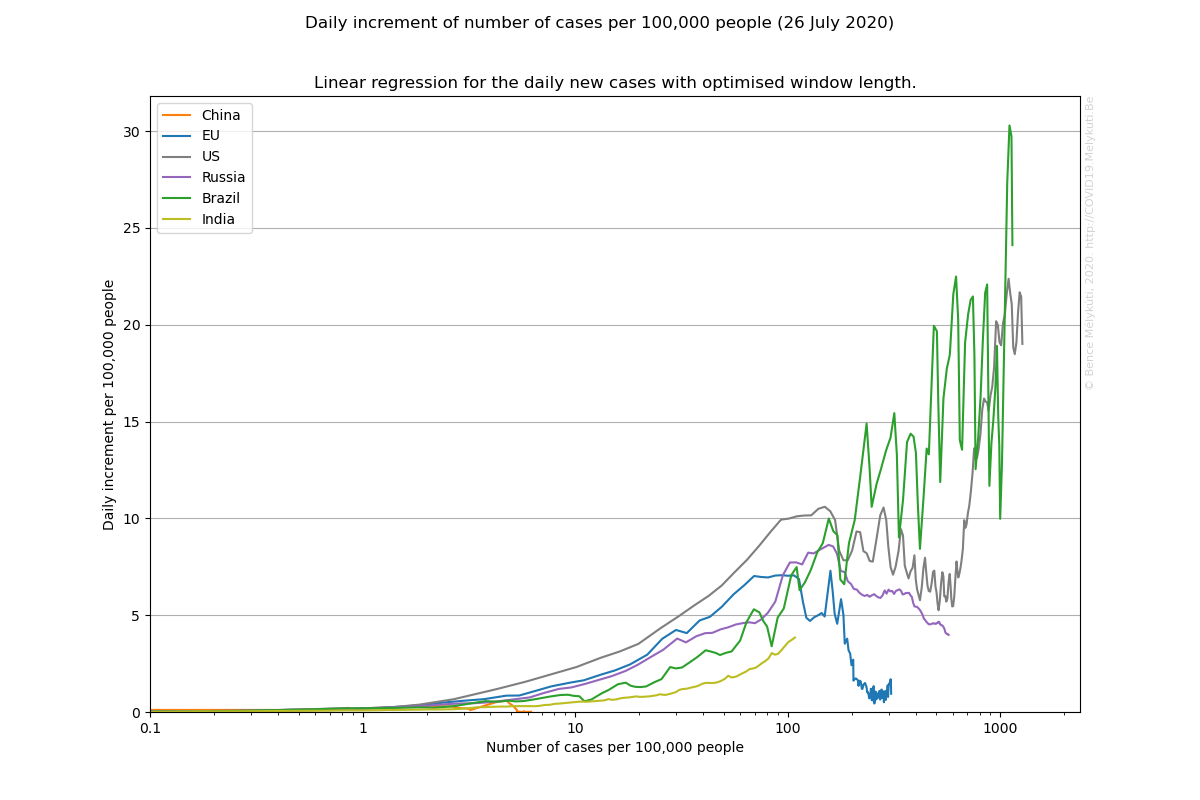 Daily increment of number of cases per 100,000 people (26 July 2020)
Linear regression for the daily new cases with optimised window length.
China
EU
US
Russia
Brazil
India
30
25
20
15
10
5
0
Daily increment per 100,000 people
0.1 1 10 100 1000
Number of cases per 100,000 people
© Bence Melykuti, 2020. http://COVID19.Melykuti.Be